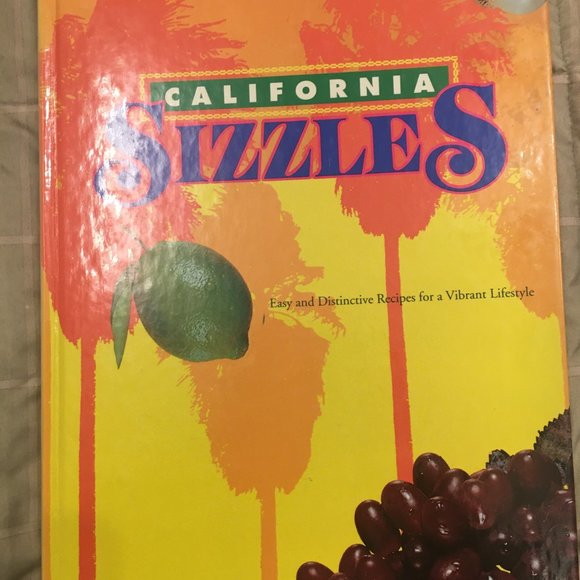 CALIFORNIA
SIZZLES
Easy and Distinctive Recipes for a Vibrant Lifestyle